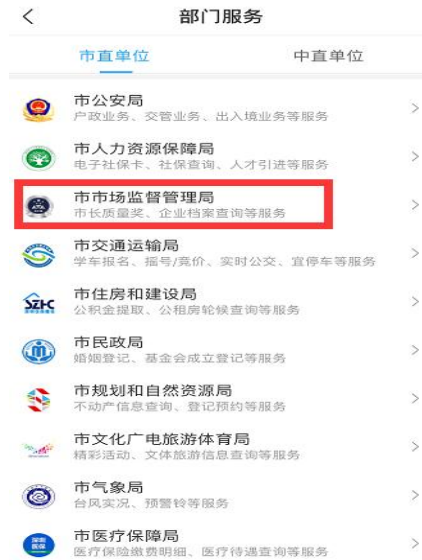 部门服务
市直单位 中直单位
市公安局
户政业务、交管业务、出入境业务等服务
市人力资源保障局
电子社保卡、社保查询、人才引进等服务
市市场监督管理局
市长质量奖、企业档案查询等服务
市交通运输局
学车报名、摇号/竞价、实时公交、宜停车等服务
SZHC
市住房和建设局
公积金提取、公租房轮候查询等服务
市民政局
婚姻登记、基金会成立登记等服务
市规划和自然资源局
不动产信息查询、登记预约等服务
市文化广电旅游体育局
精彩活动、文体旅游信息查询等服务
市气象局
台风实况、预警铃等服务
深圳
医保
市医疗保障局
医疗保险缴费明细、医疗待遇查询等服务